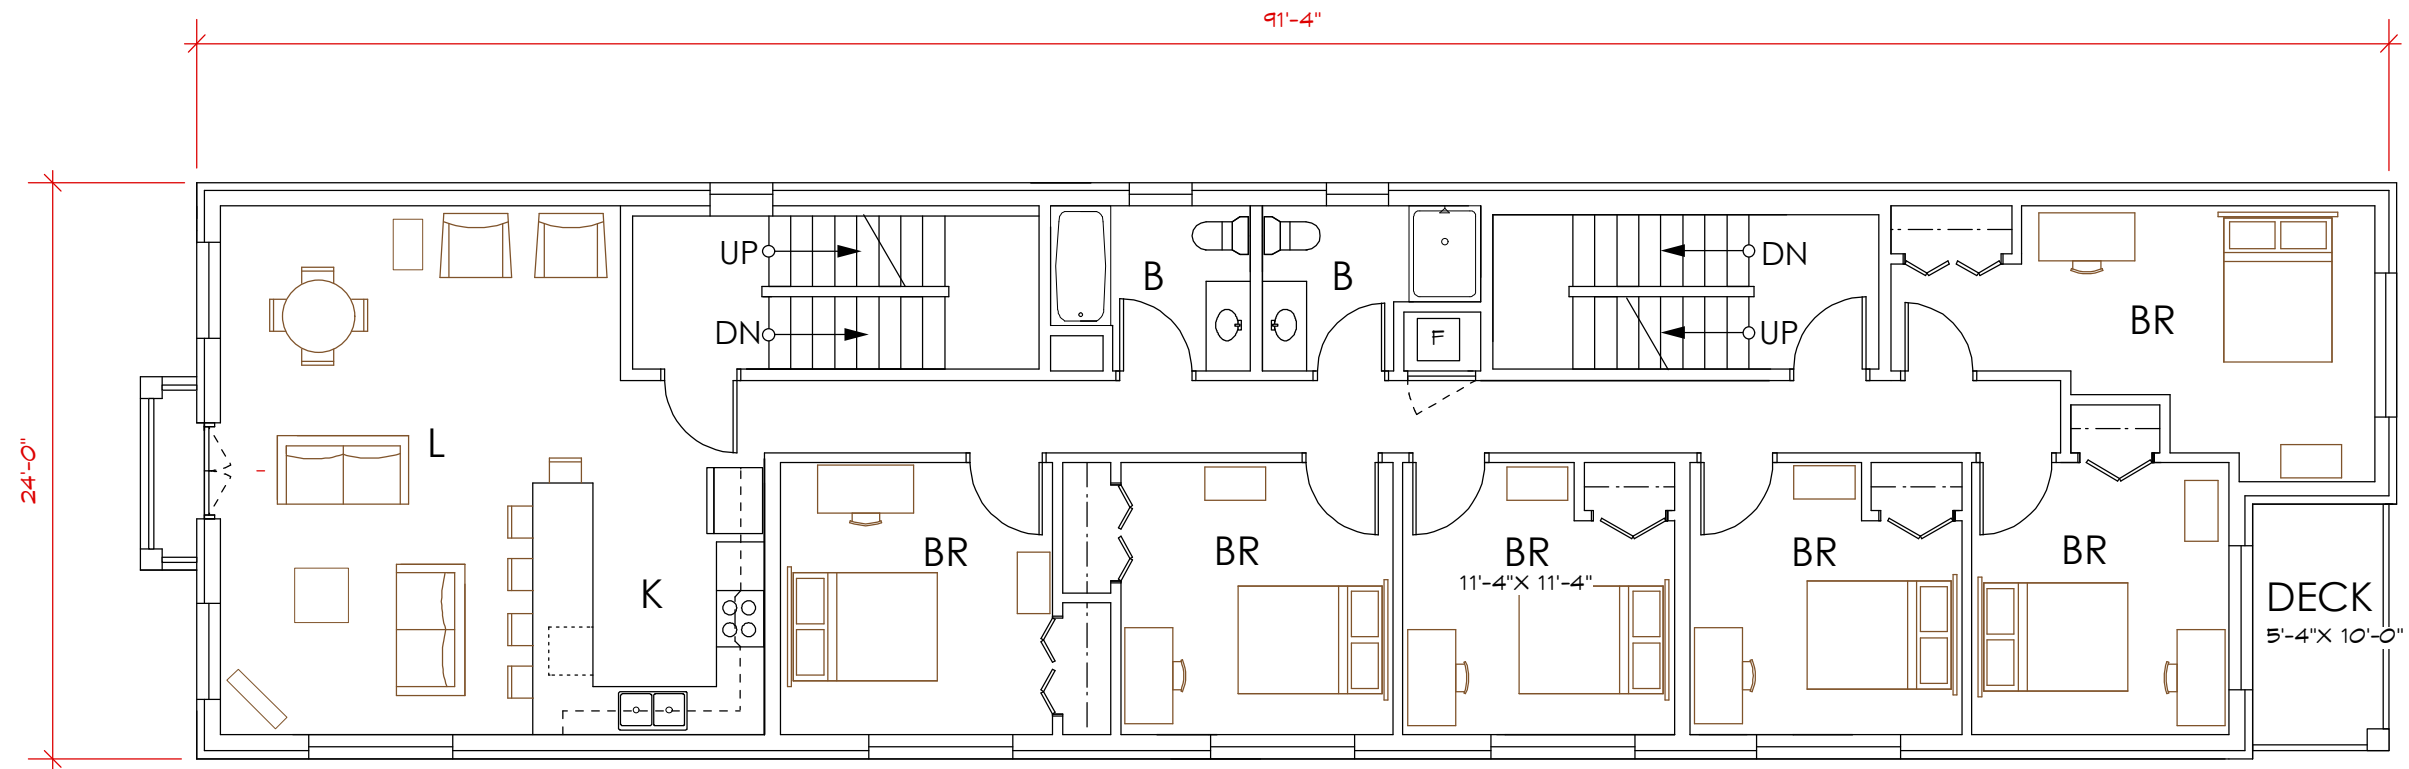 91'-4"
24'-0"
UP
DN
B
B
DN
UP
F
BR
L
K
BR
BR
BR
11'-4"X 11'-4"
BR
BR
DECK
5'-4"X 10'-0"